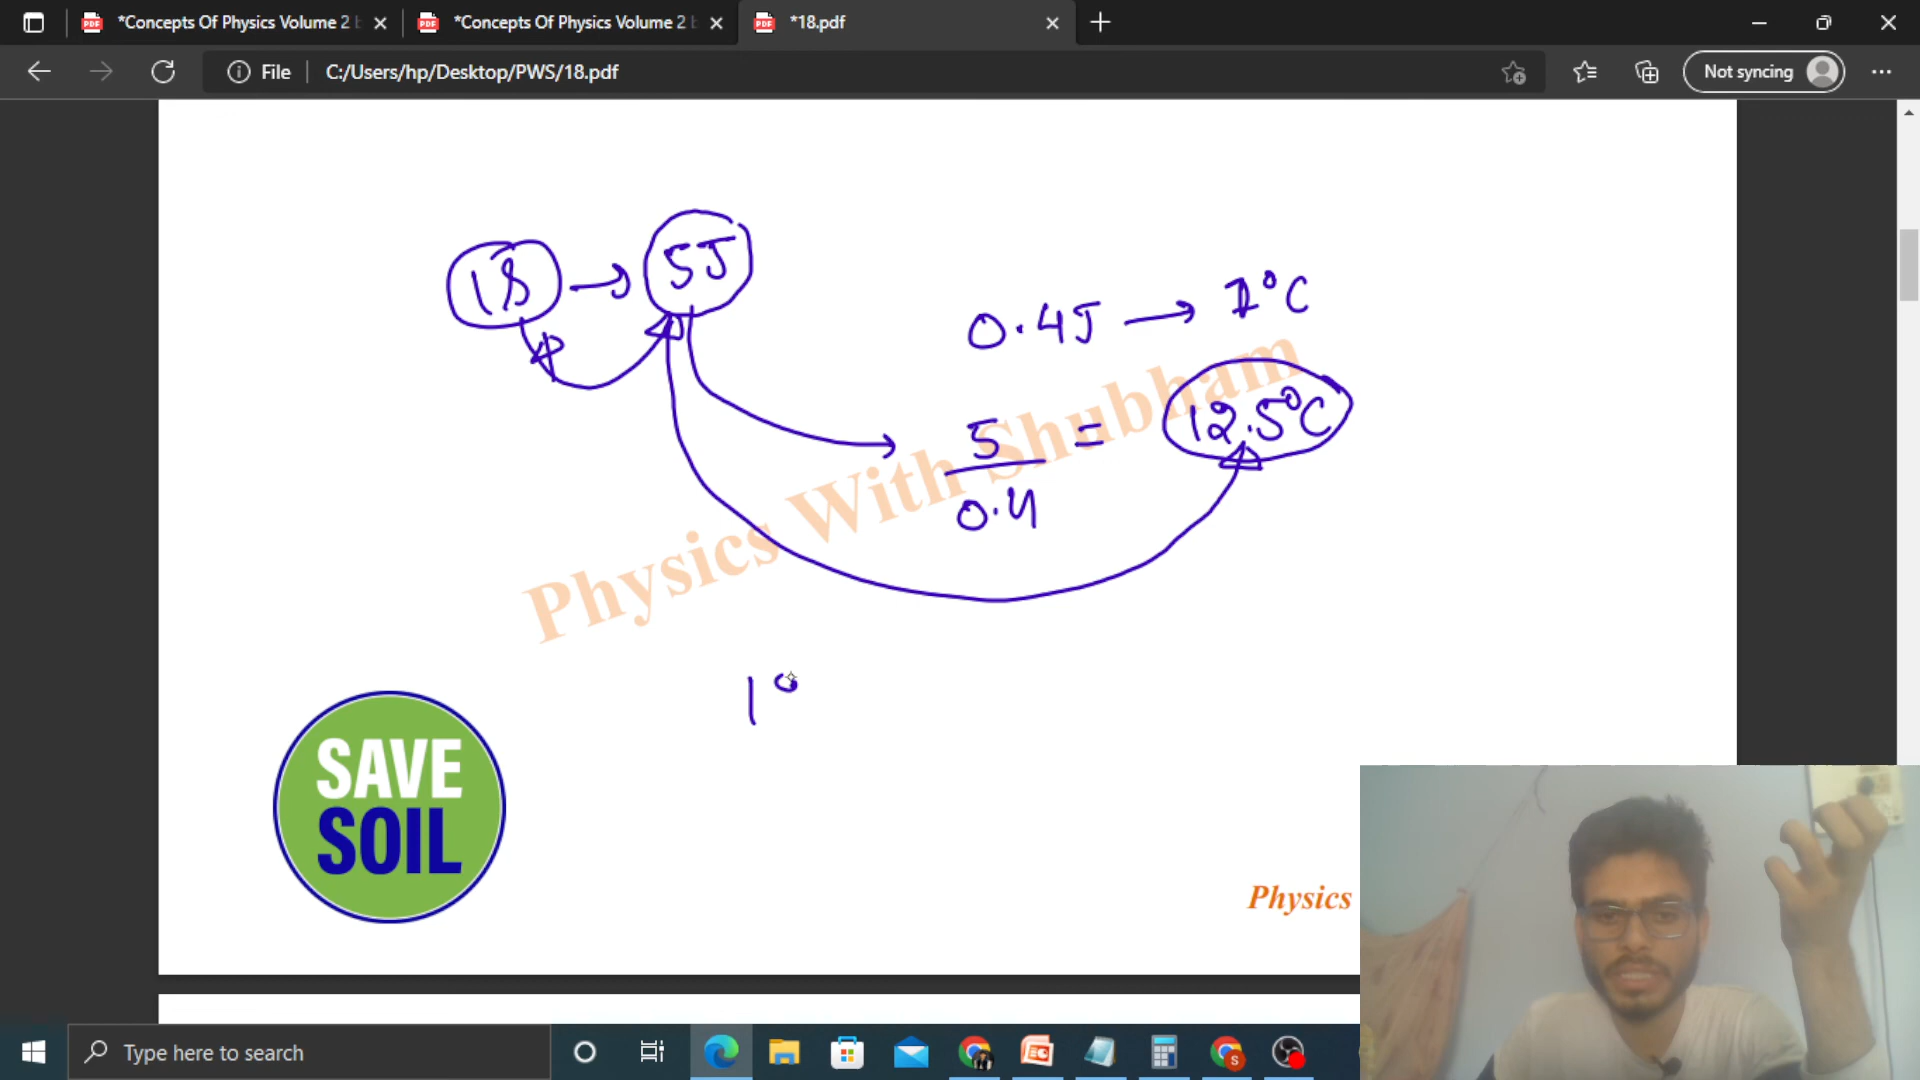 *Concepts Of Physics Volume 2 b
*Concepts Of Physics Volume 2 b
*18.pdf
File
C:/Users/hp/Desktop/PWS/18.pdf
Not syncing
1s → 5J
0.4J → 1°C
5/0.4 = 12.5°C
Physics With Shubham
1°
SAVE
SOIL
Physics
Type here to search